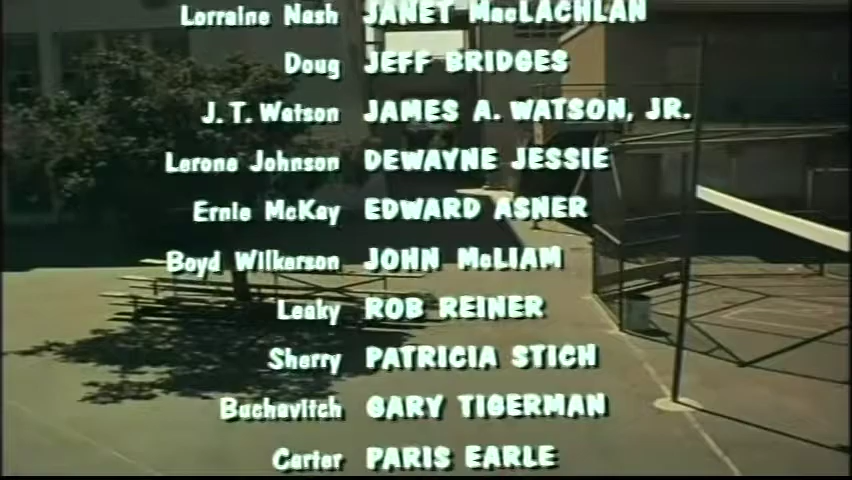 Lorraine Nash JANET MacLACHLAN
Doug JEFF BRIDGES
J.T. Watson JAMES A. WATSON, JR.
Lerone Johnson DEWAYNE JESSIE
Ernie McKay EDWARD ASNER
Boyd Wilkerson JOHN McLIAM
Leaky ROB REINER
Sherry PATRICIA STICH
Buchavitch GARY TIGERMAN
Carter PARIS EARLE